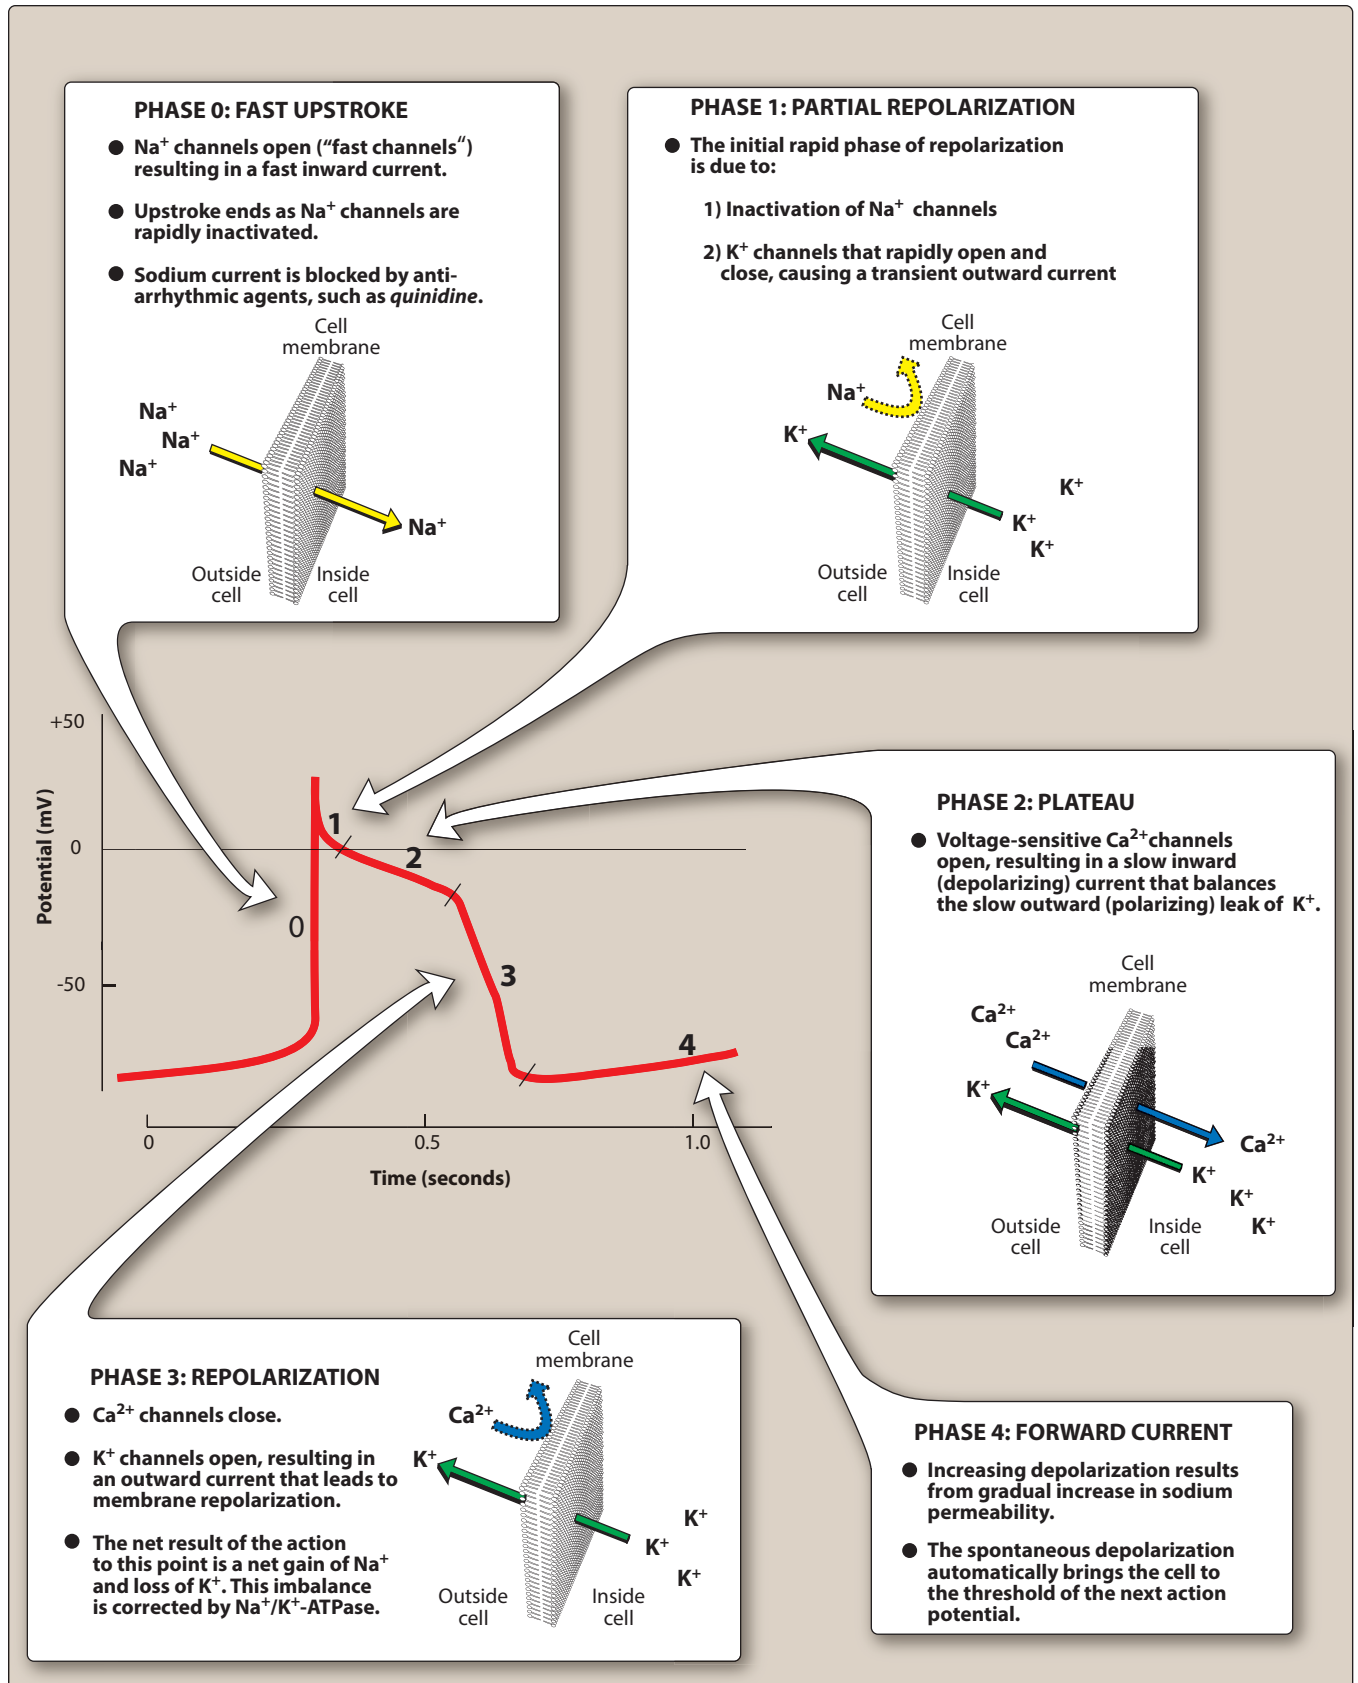 PHASE 0: FAST UPSTROKE
● Na+ channels open (“fast channels“)
resulting in a fast inward current.
● Upstroke ends as Na+ channels are
rapidly inactivated.
● Sodium current is blocked by anti-
arrhythmic agents, such as quinidine.
Cell
membrane
Na+
Na+
Na+
Na+
Outside
cell
Inside
cell
PHASE 1: PARTIAL REPOLARIZATION
● The initial rapid phase of repolarization
is due to:
1) Inactivation of Na+ channels
2) K+ channels that rapidly open and
close, causing a transient outward current
Cell
membrane
Na+
K+
K+
K+
K+
Outside
cell
Inside
cell
+50
0
-50
Potential (mV)
0
1
2
3
4
0
0.5
1.0
Time (seconds)
PHASE 2: PLATEAU
● Voltage-sensitive Ca2+channels
open, resulting in a slow inward
(depolarizing) current that balances
the slow outward (polarizing) leak of K+.
Cell
membrane
Ca2+
Ca2+
K+
Ca2+
K+
K+
K+
Outside
cell
Inside
cell
PHASE 3: REPOLARIZATION
● Ca2+ channels close.
● K+ channels open, resulting in
an outward current that leads to
membrane repolarization.
● The net result of the action
to this point is a net gain of Na+
and loss of K+. This imbalance
is corrected by Na+/K+-ATPase.
Cell
membrane
Ca2+
K+
K+
K+
K+
Outside
cell
Inside
cell
PHASE 4: FORWARD CURRENT
● Increasing depolarization results
from gradual increase in sodium
permeability.
● The spontaneous depolarization
automatically brings the cell to
the threshold of the next action
potential.